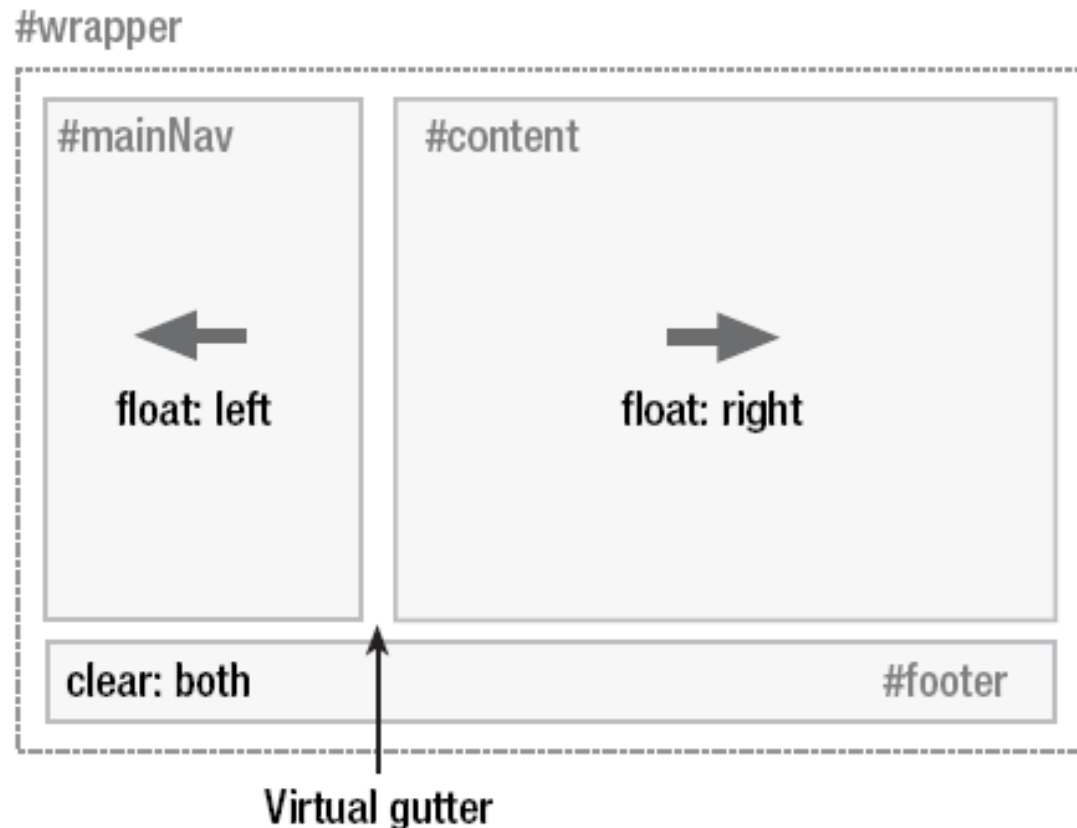 #wrapper
#mainNav
#content
float: left
float: right
clear: both
#footer
Virtual gutter